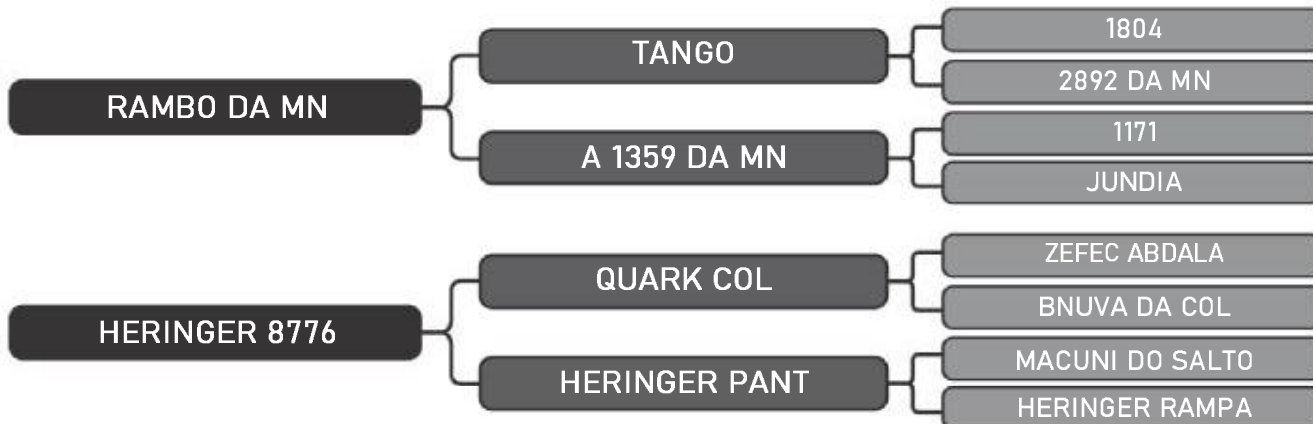 RAMBO DA MN
TANGO
1804
2892 DA MN
A 1359 DA MN
1171
JUNDIA
HERINGER 8776
QUARK COL
ZEFEC ABDALA
BNUVA DA COL
HERINGER PANT
MACUNI DO SALTO
HERINGER RAMPA